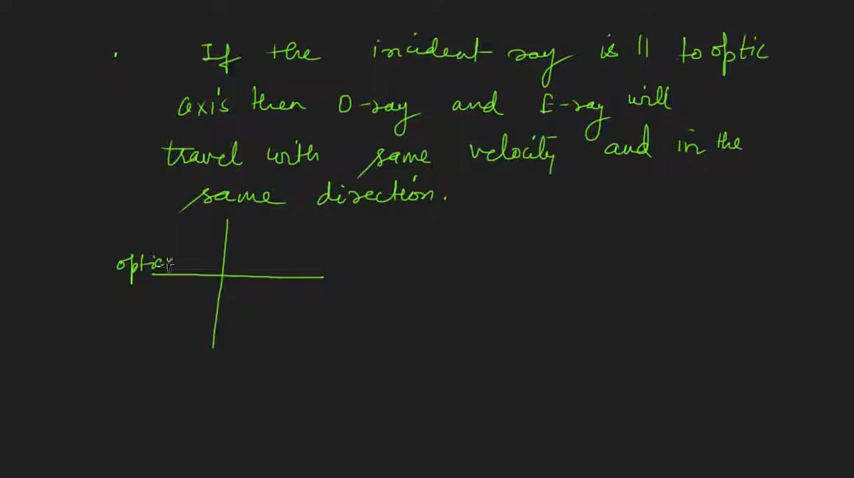 If the incident ray is || to optic
axis then O-ray and E-ray will
travel with same velocity and in the
same direction.
optic